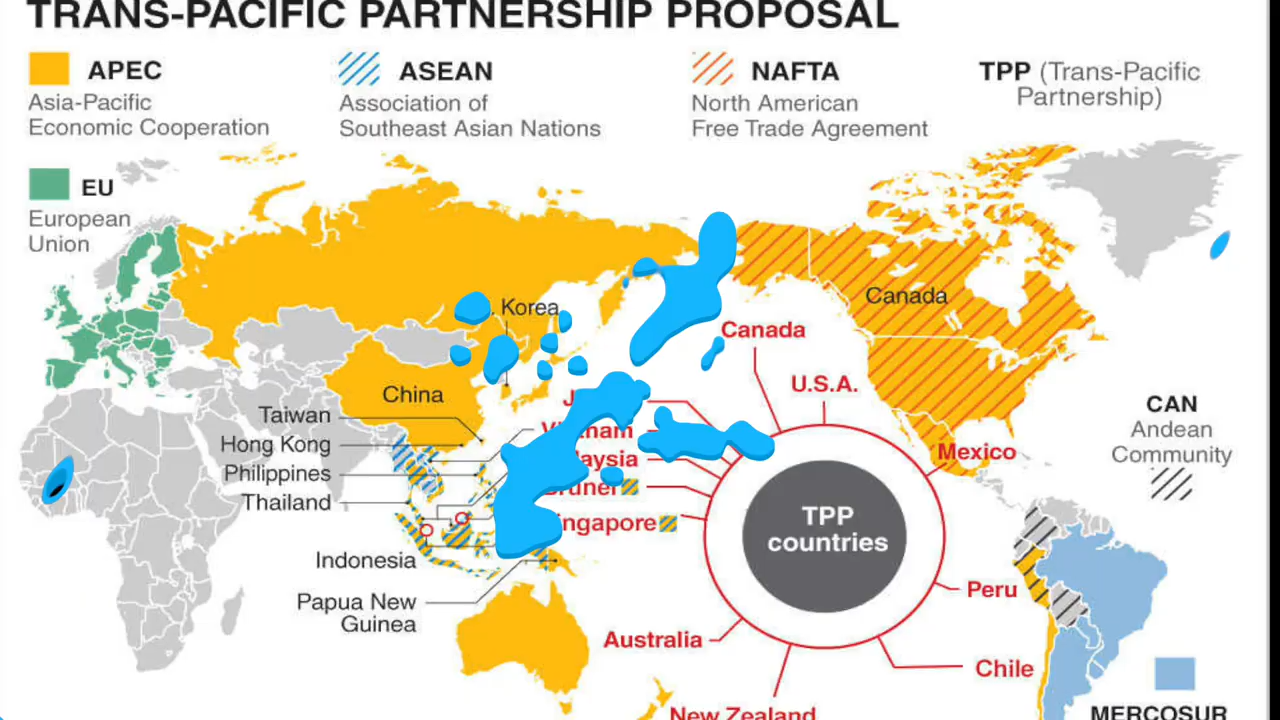 TRANS-PACIFIC PARTNERSHIP PROPOSAL
APEC
Asia-Pacific
Economic Cooperation
ASEAN
Association of
Southeast Asian Nations
NAFTA
North American
Free Trade Agreement
TPP (Trans-Pacific
Partnership)
EU
European
Union
Korea
Canada
Canada
U.S.A.
China
Taiwan
Hong Kong
Philippines
Thailand
Indonesia
Papua New
Guinea
Mexico
TPP
countries
Peru
Chile
Australia
New Zealand
CAN
Andean
Community
MERCOSUR